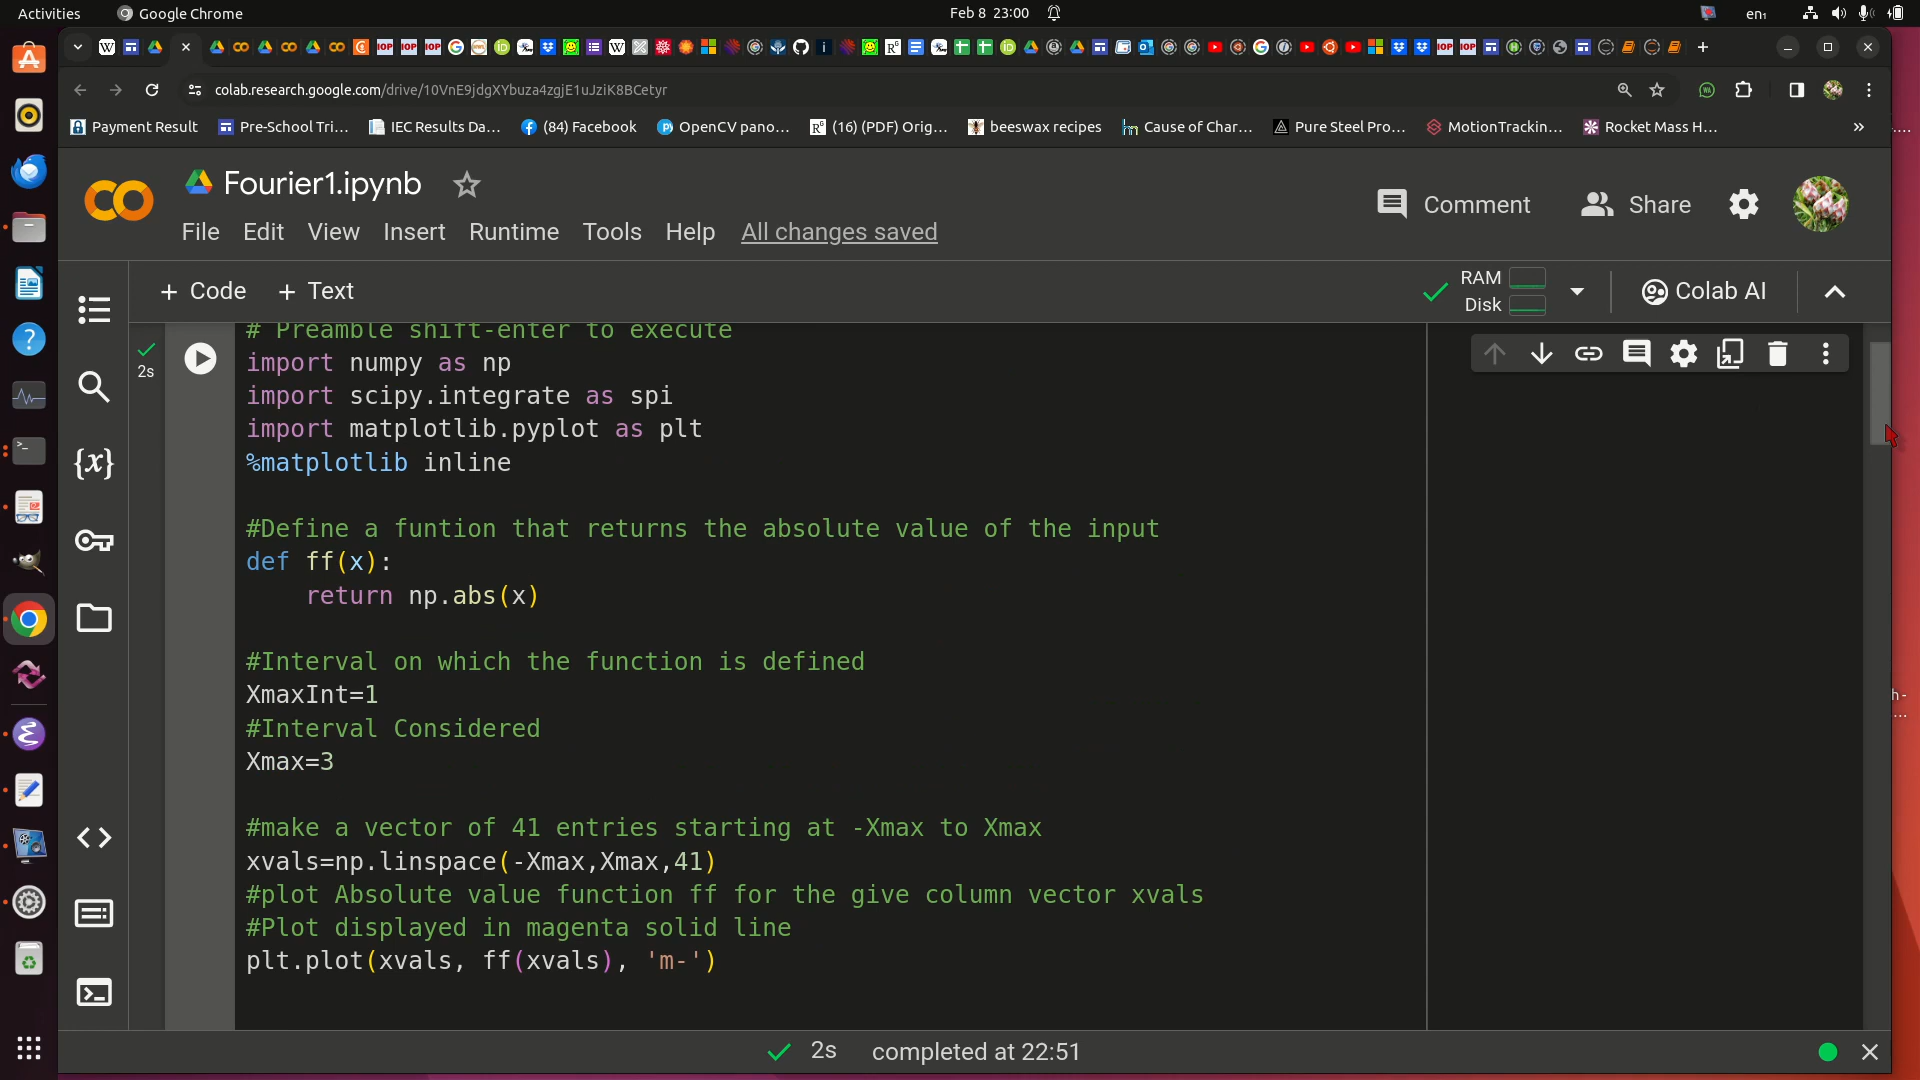 Activities
Google Chrome
Feb 8 23:00
en₁
colab.research.google.com/drive/10VnE9jdgXYbuza4zgjE1uJziK8BCetyr
Payment Result
Pre-School Tri...
IEC Results Da...
(84) Facebook
OpenCV pano...
(16) (PDF) Orig...
beeswax recipes
Cause of Char...
Pure Steel Pro...
MotionTrackin...
Rocket Mass H...
»
Fourier1.ipynb
Comment
Share
File Edit View Insert Runtime Tools Help All changes saved
+ Code + Text
RAM
Disk
Colab AI
2s
# Preamble shift-enter to execute
import numpy as np
import scipy.integrate as spi
import matplotlib.pyplot as plt
%matplotlib inline
#Define a funtion that returns the absolute value of the input
def ff(x):
return np.abs(x)
#Interval on which the function is defined
XmaxInt=1
#Interval Considered
Xmax=3
#make a vector of 41 entries starting at -Xmax to Xmax
xvals=np.linspace(-Xmax,Xmax,41)
#plot Absolute value function ff for the give column vector xvals
#Plot displayed in magenta solid line
plt.plot(xvals, ff(xvals), 'm-')
2s completed at 22:51